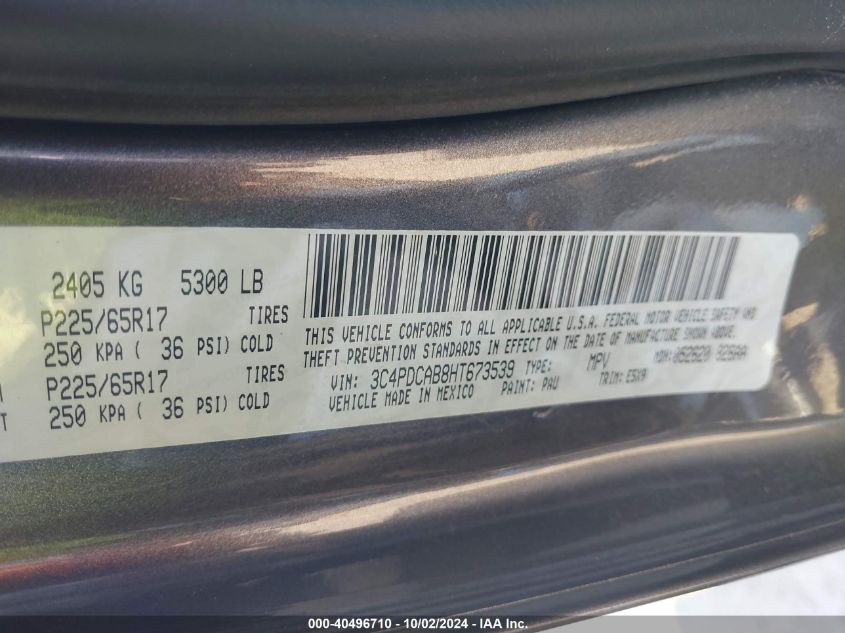 2405 KG 5300 LB
P225/65R17 TIRES
250 KPA ( 36 PSI) COLD
P225/65R17 TIRES
250 KPA ( 36 PSI) COLD
T
THIS VEHICLE CONFORMS TO ALL APPLICABLE U.S.A. FEDERAL MOTOR VEHICLE SAFETY AND
THEFT PREVENTION STANDARDS IN EFFECT ON THE DATE OF MANUFACTURE SHOWN ABOVE.
VIN: 3C4PDCAB8HT673539 TYPE: MPV MDH:
VEHICLE MADE IN MEXICO PAINT: PAU TRIM: E5X9
000-40496710 - 10/02/2024 - © IAA, Inc.